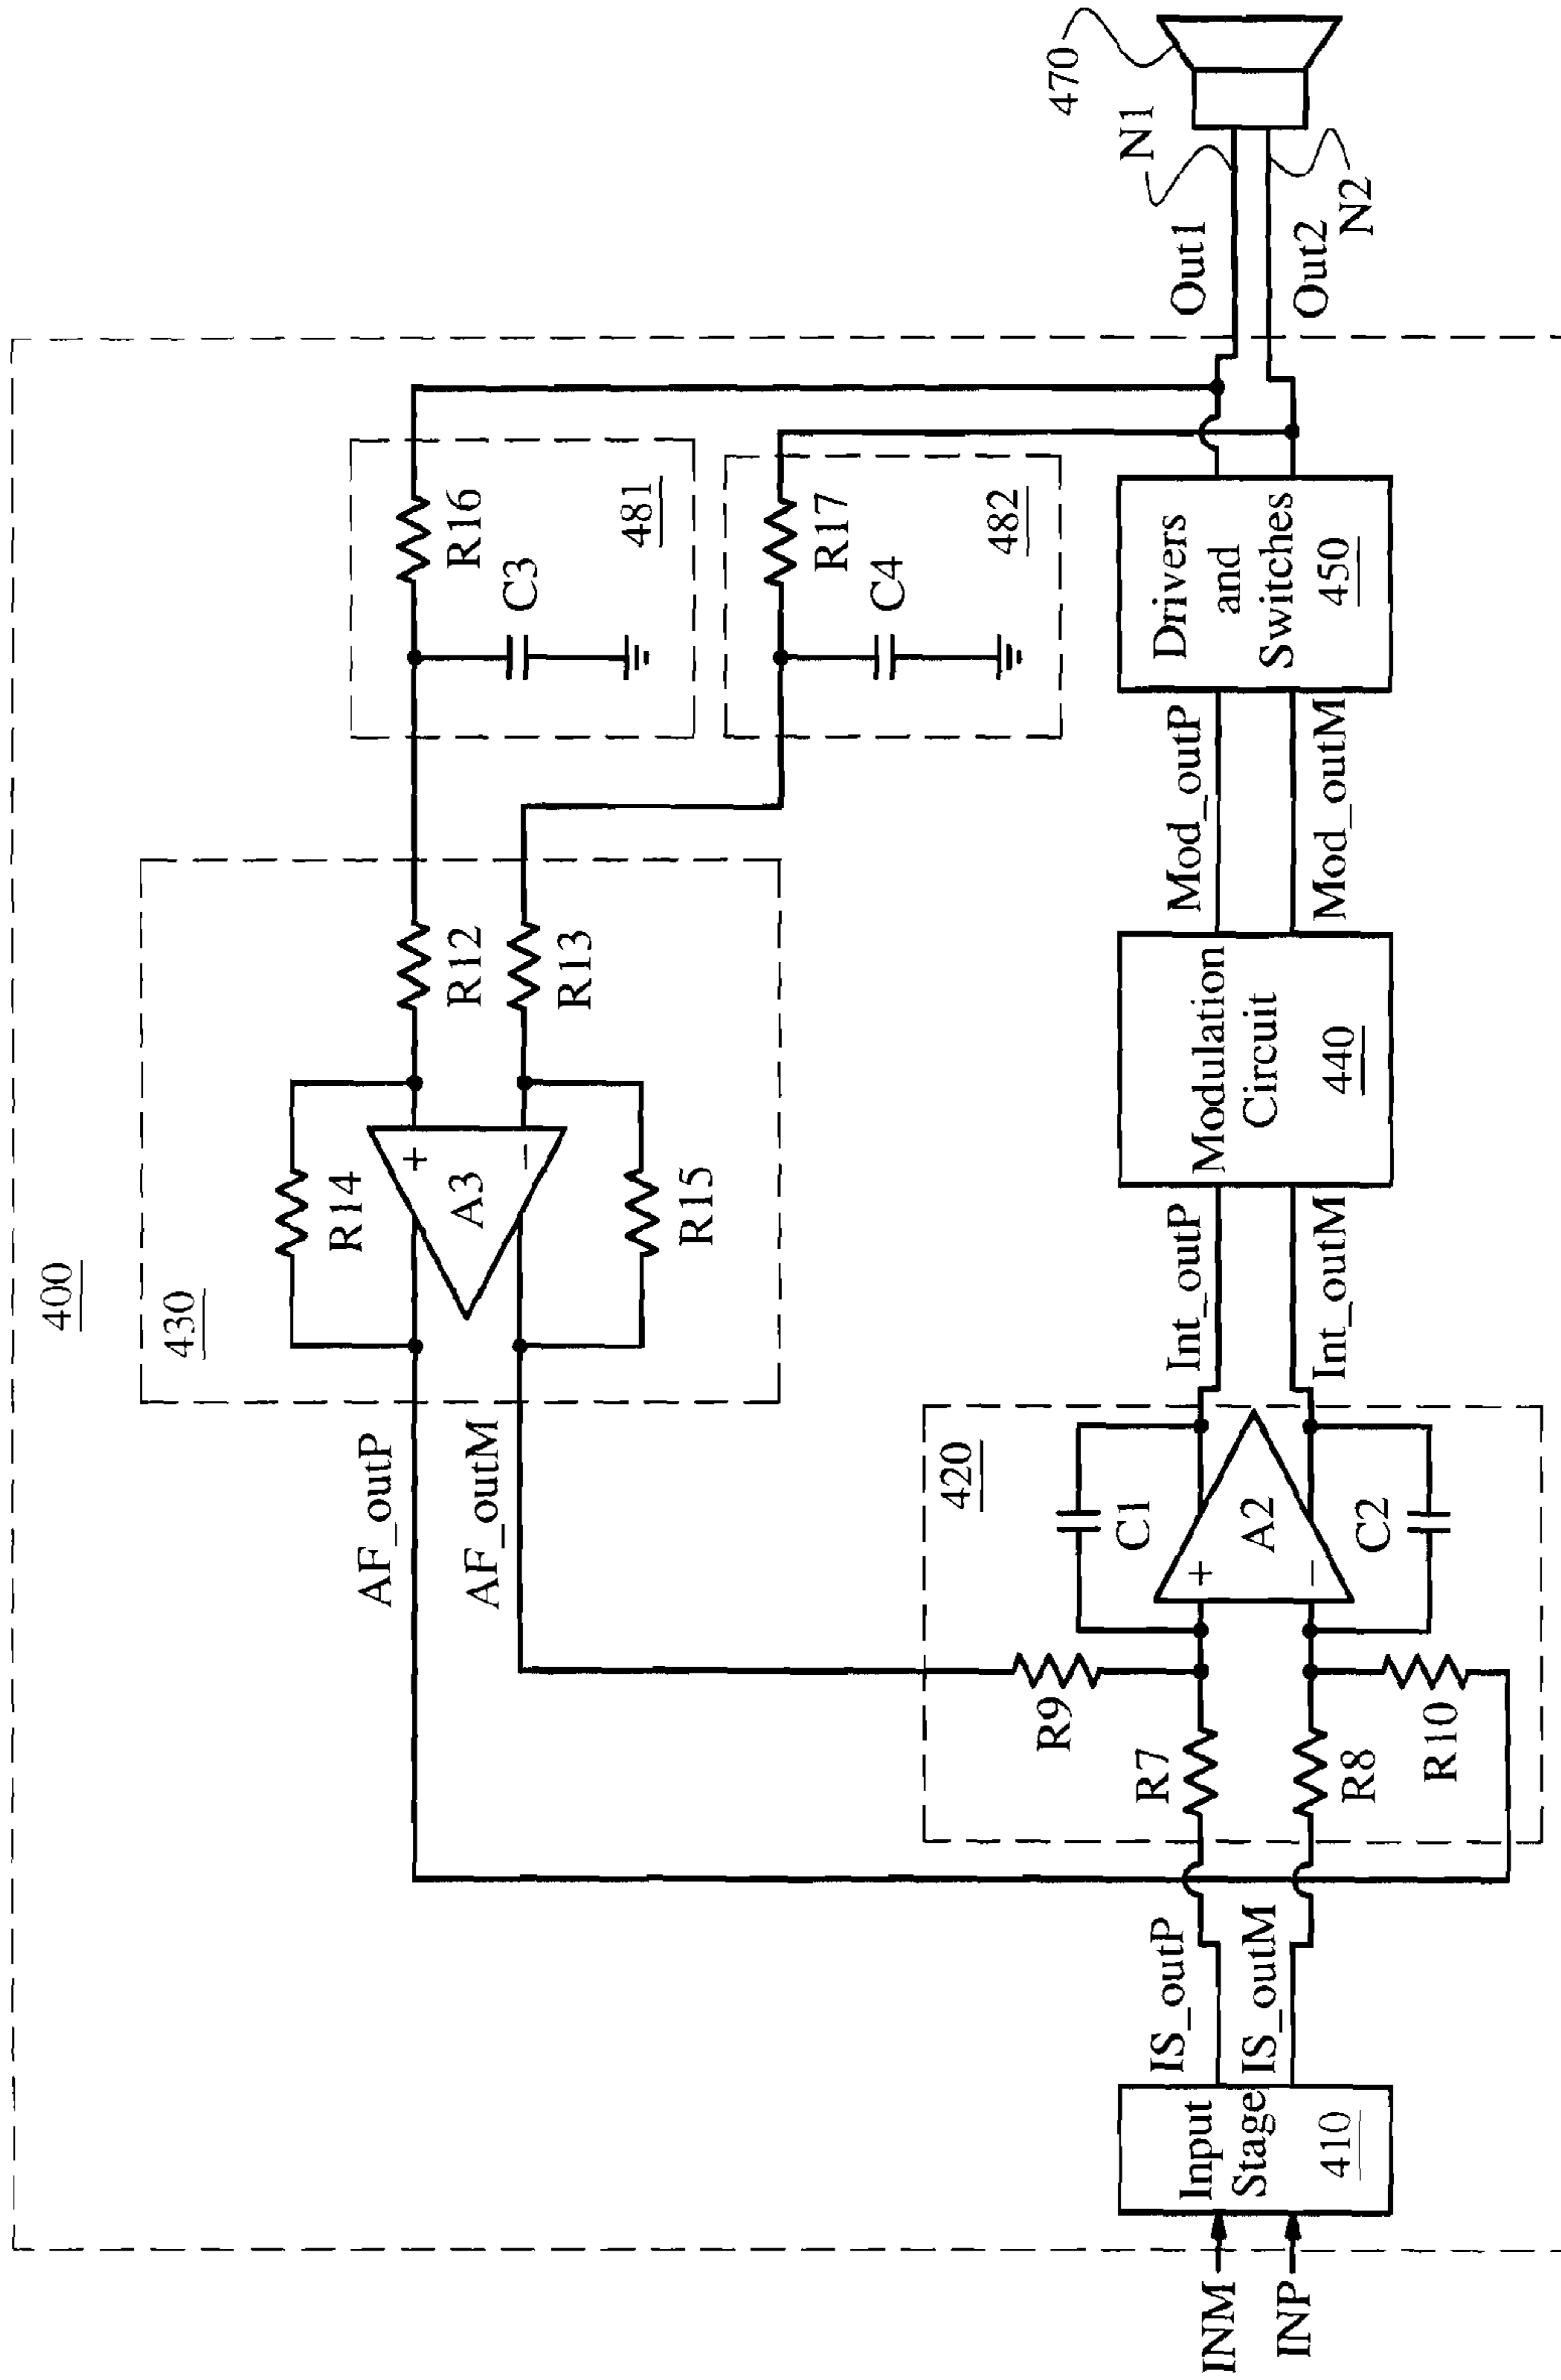 400
430
R14
A3
+
−
R15
R12
R13
R16
C3
481
R17
C4
482
AF_outP
AF_outM
420
R9
R7
R8
R10
C1
A2
+
−
C2
INM
INP
Input
Stage
410
IS_outP
IS_outM
Int_outP
Int_outM
Modulation
Circuit
440
Mod_outP
Mod_outM
Drivers
and
Switches
450
Out1
Out2
N1
N2
470